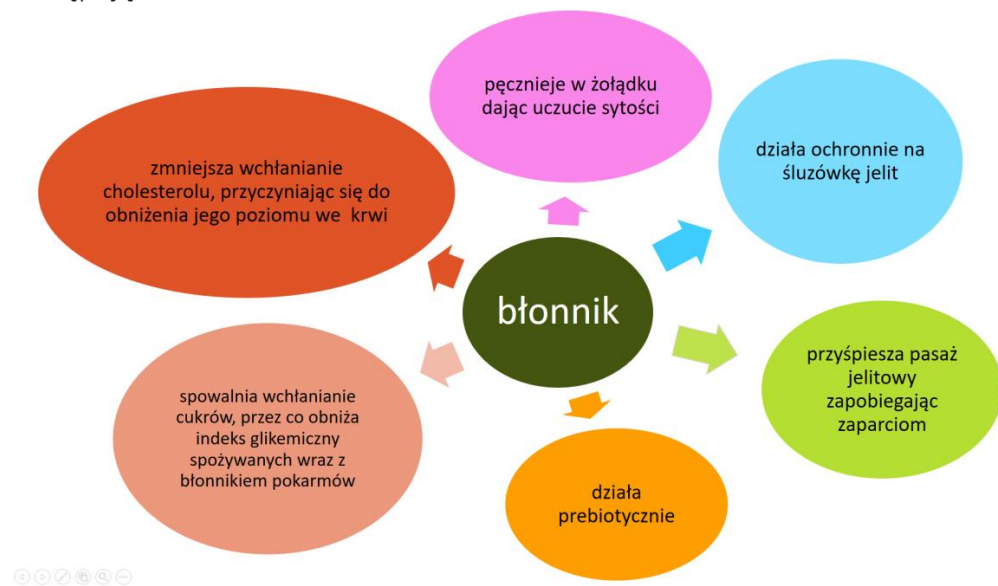 pęcznieje w żołądku
dając uczucie sytości
działa ochronnie na
śluzówkę jelit
zmniejsza wchłanianie
cholesterolu, przyczyniając się do
obniżenia jego poziomu we krwi
błonnik
przyśpiesza pasaż
jelitowy
zapobiegając
zaparciom
spowalnia wchłanianie
cukrów, przez co obniża
indeks glikemiczny
spożywanych wraz z
błonnikiem pokarmów
działa
prebiotycznie